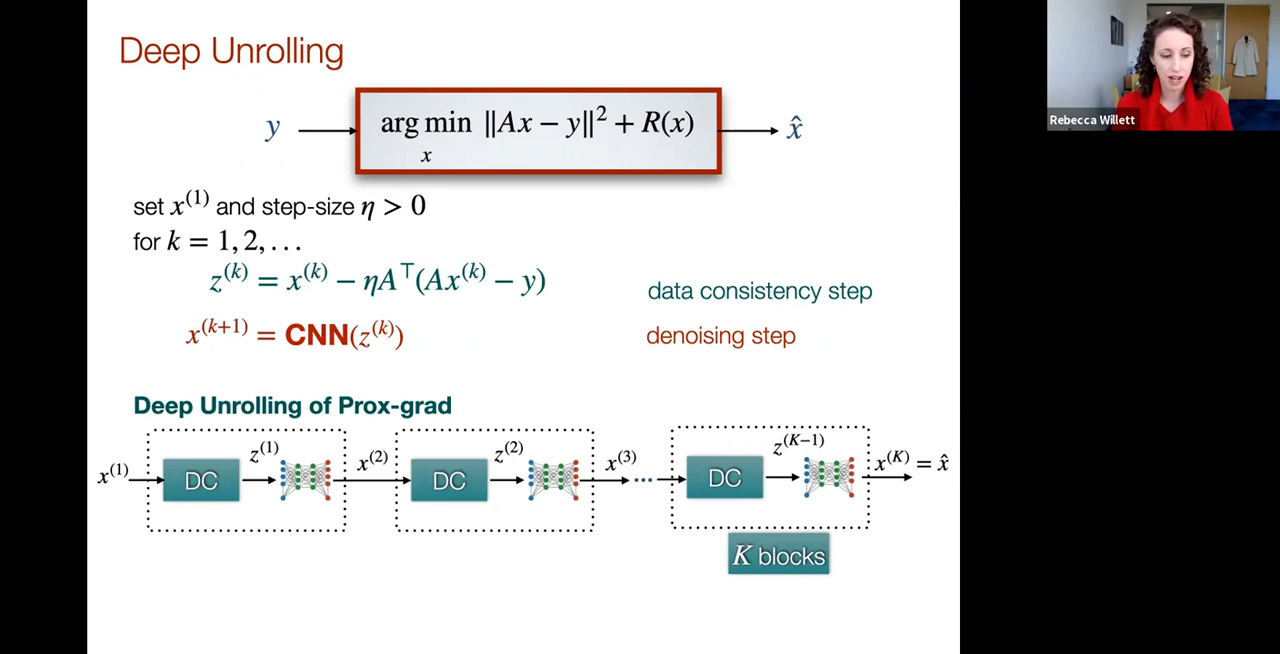 Deep Unrolling
y
arg min ‖Ax − y‖² + R(x)
x
x̂
set x⁽¹⁾ and step-size η > 0
for k = 1, 2, . . .
z⁽ᵏ⁾ = x⁽ᵏ⁾ − ηA⊤(Ax⁽ᵏ⁾ − y)
data consistency step
x⁽ᵏ⁺¹⁾ = CNN(z⁽ᵏ⁾)
denoising step
Deep Unrolling of Prox-grad
x⁽¹⁾
DC
z⁽¹⁾
x⁽²⁾
DC
z⁽²⁾
x⁽³⁾
...
DC
z⁽ᴷ⁻¹⁾
x⁽ᴷ⁾ = x̂
K blocks
Rebecca Willett